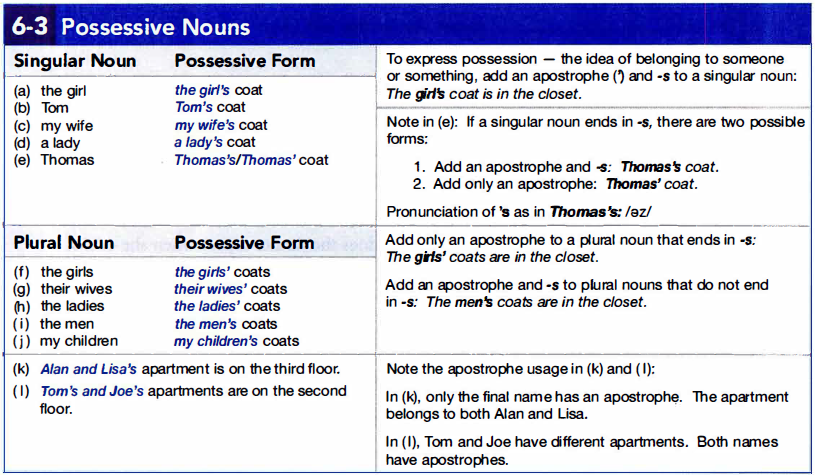 6-3 Possessive Nouns
Singular Noun Possessive Form
(a) the girl the girl's coat
(b) Tom Tom's coat
(c) my wife my wife's coat
(d) a lady a lady's coat
(e) Thomas Thomas's/Thomas' coat
To express possession — the idea of belonging to someone
or something, add an apostrophe (') and -s to a singular noun:
The girl's coat is in the closet.
Note in (e): If a singular noun ends in -s, there are two possible
forms:
1. Add an apostrophe and -s: Thomas's coat.
2. Add only an apostrophe: Thomas' coat.
Pronunciation of 's as in Thomas's: /əz/
Plural Noun Possessive Form
(f) the girls the girls' coats
(g) their wives their wives' coats
(h) the ladies the ladies' coats
(i) the men the men's coats
(j) my children my children's coats
Add only an apostrophe to a plural noun that ends in -s:
The girls' coats are in the closet.
Add an apostrophe and -s to plural nouns that do not end
in -s: The men's coats are in the closet.
(k) Alan and Lisa's apartment is on the third floor.
(l) Tom's and Joe's apartments are on the second
floor.
Note the apostrophe usage in (k) and (l):
In (k), only the final name has an apostrophe. The apartment
belongs to both Alan and Lisa.
In (l), Tom and Joe have different apartments. Both names
have apostrophes.